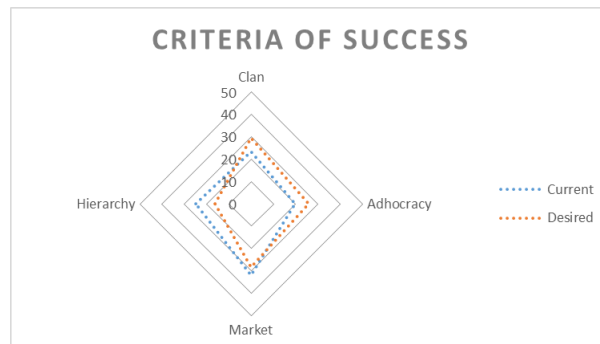 CRITERIA OF SUCCESS
Clan
50
40
30
20
10
0
Hierarchy
Adhocracy
Market
Current
Desired